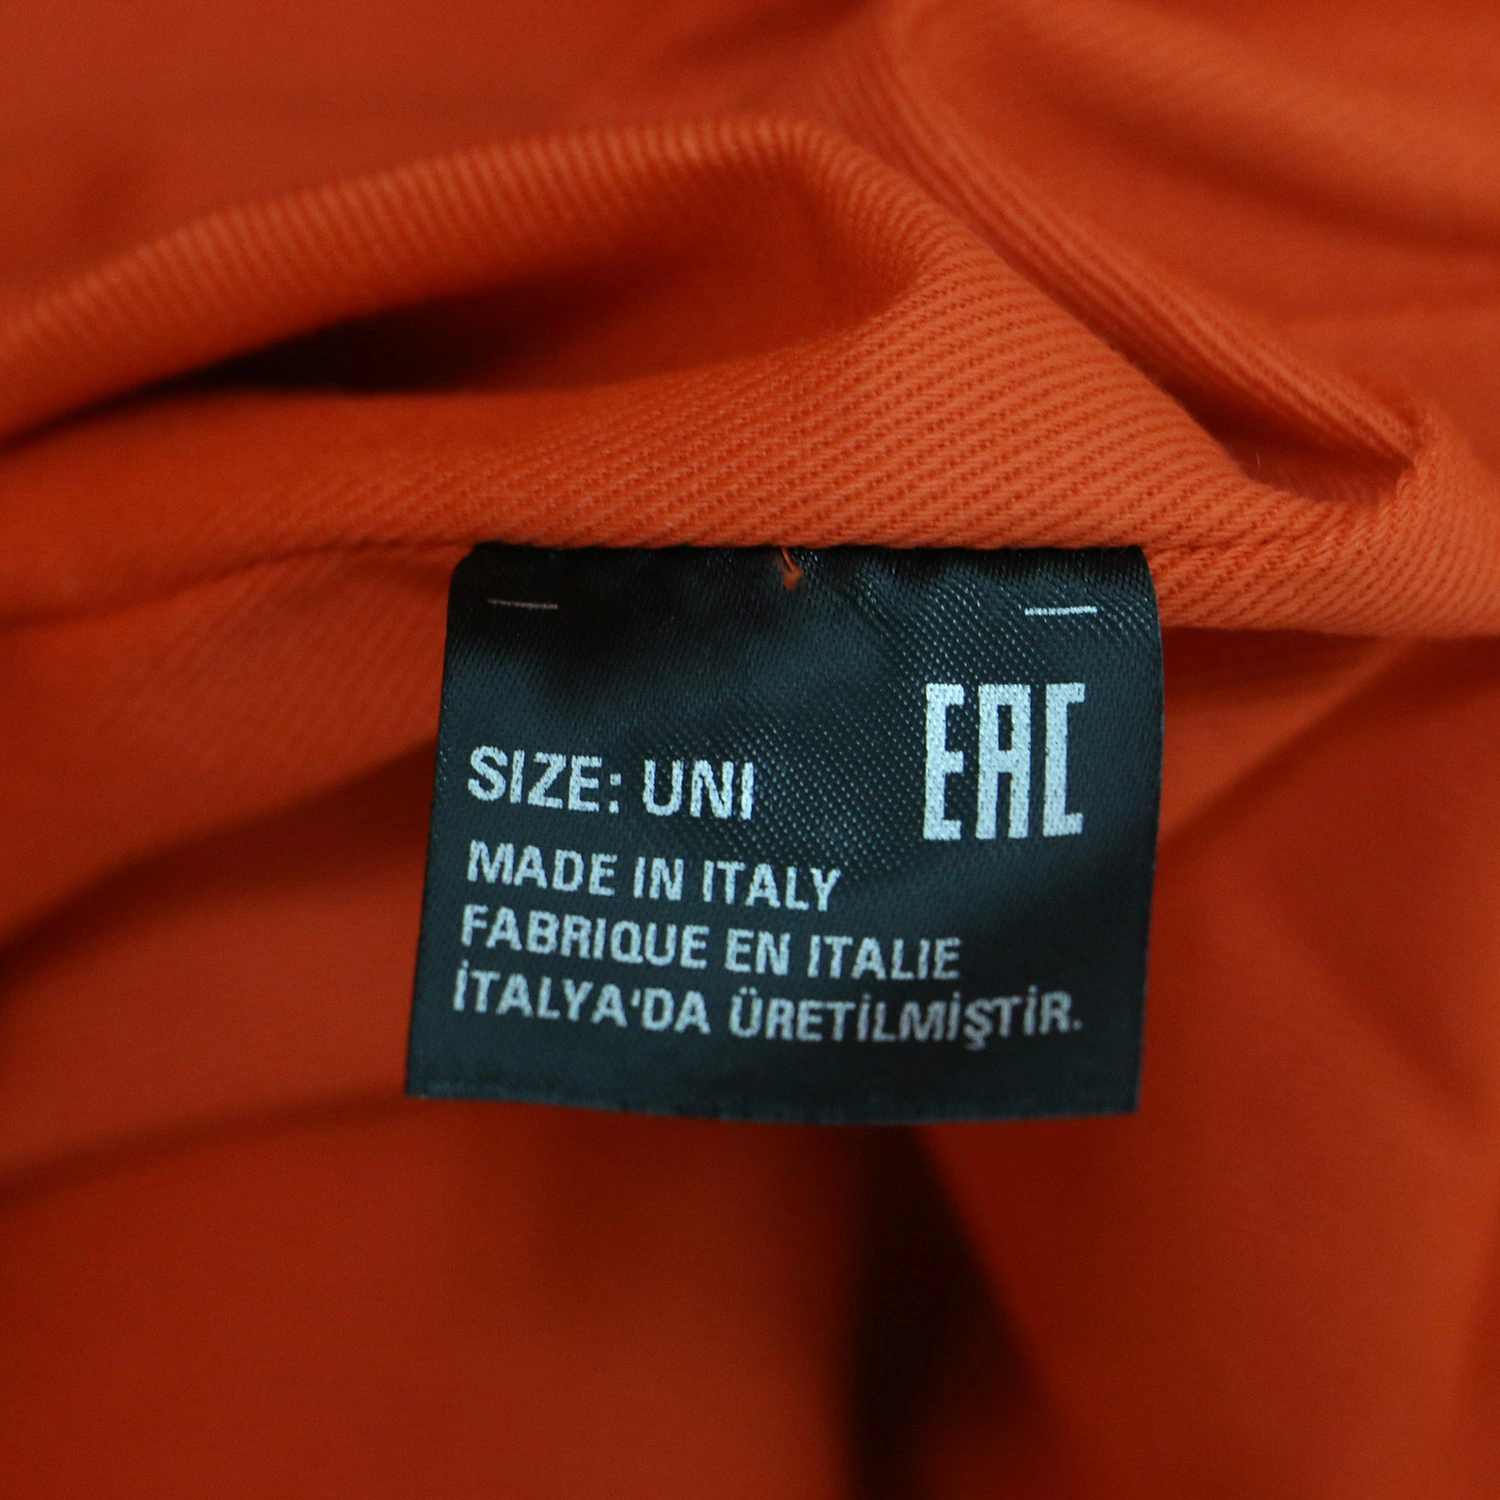 EAC
SIZE: UNI
MADE IN ITALY
FABRIQUE EN ITALIE
İTALYA'DA ÜRETİLMİŞTİR.